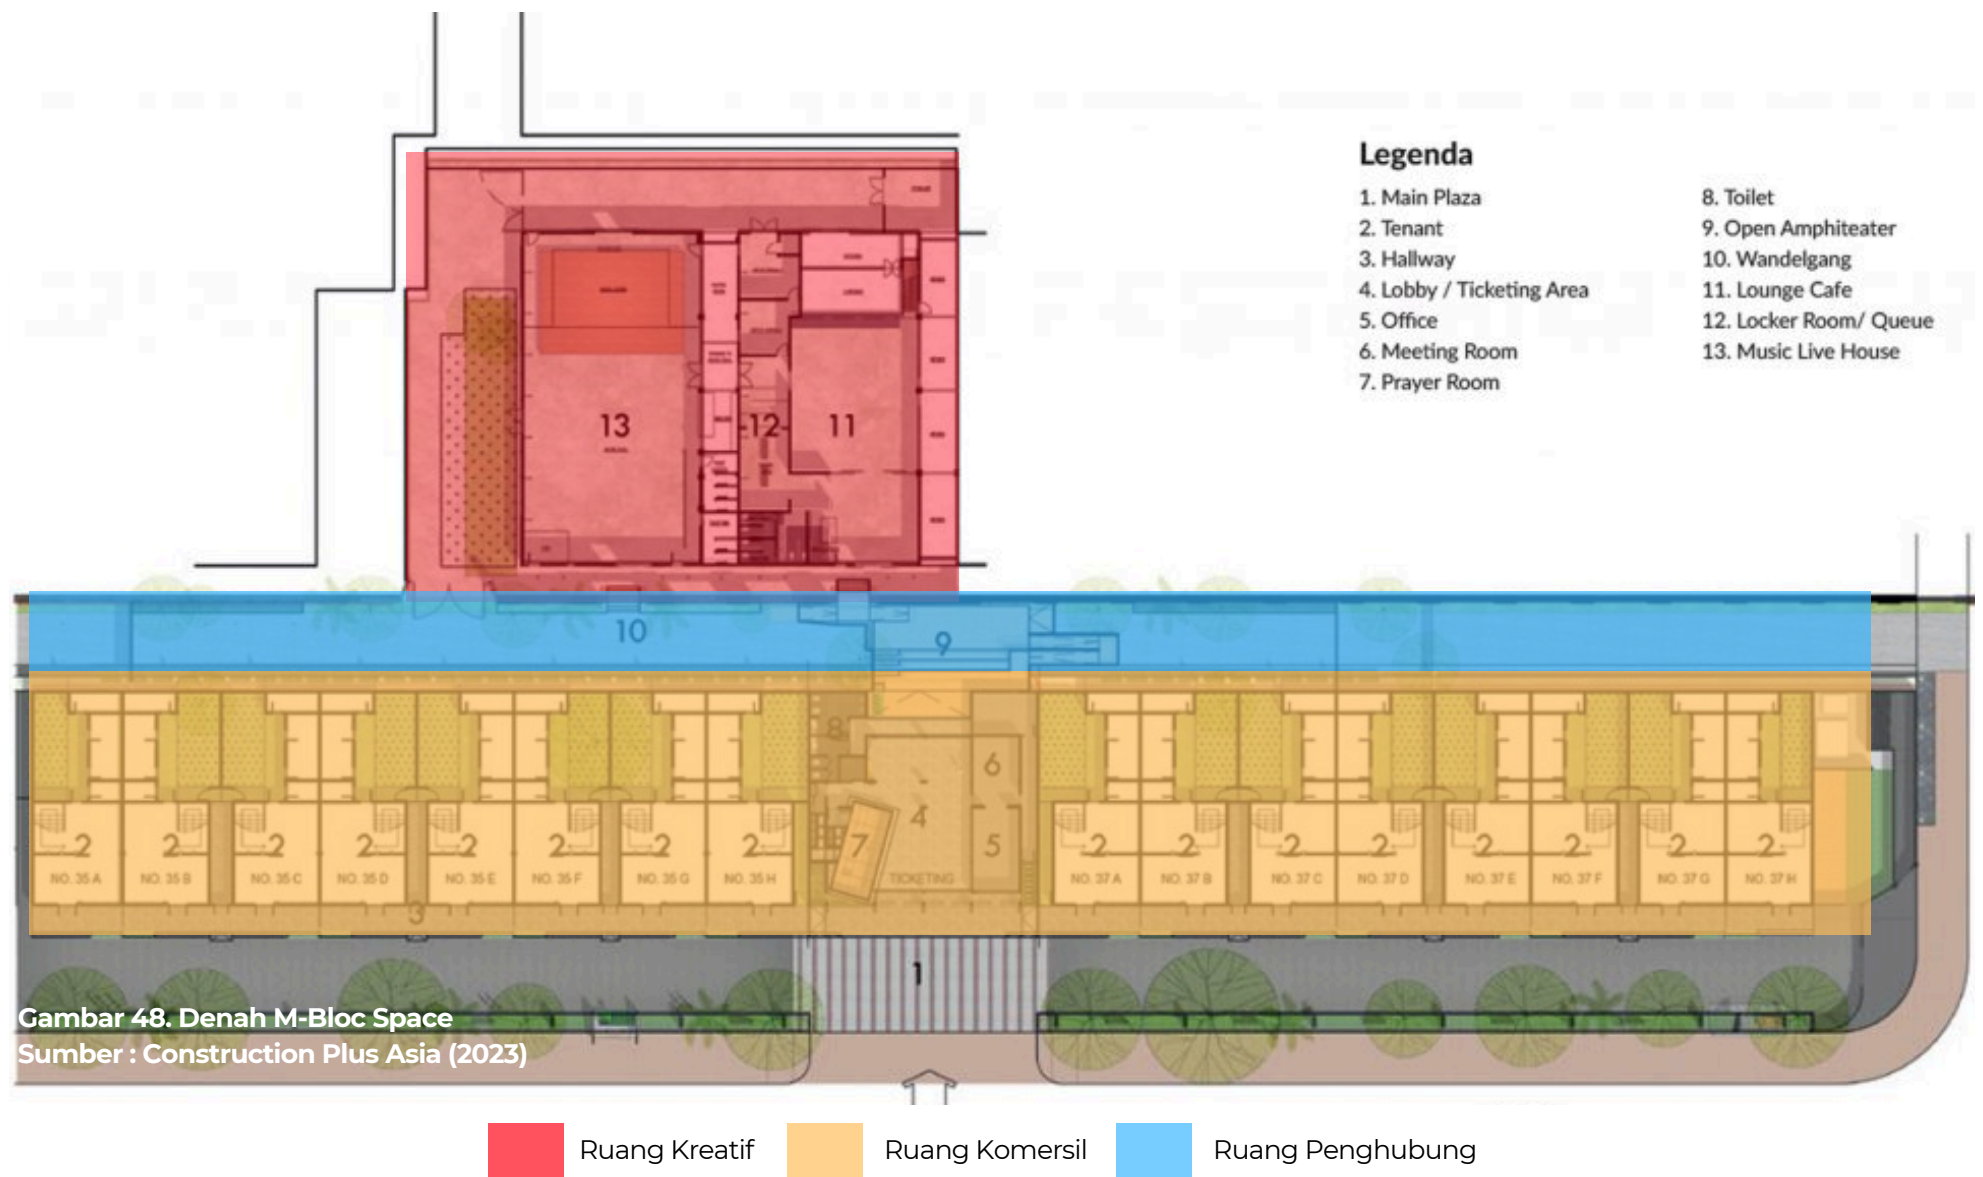 Legenda
1. Main Plaza
2. Tenant
3. Hallway
4. Lobby / Ticketing Area
5. Office
6. Meeting Room
7. Prayer Room
8. Toilet
9. Open Amphiteater
10. Wandelgang
11. Lounge Cafe
12. Locker Room/ Queue
13. Music Live House
13
12
11
10
9
8
6
4
7
5
2 2 2 2 2 2 2 2 2 2 2 2 2 2 2 2
NO. 35 A NO. 35 B NO. 35 C NO. 35 D NO. 35 E NO. 35 F NO. 35 G NO. 35 H TICKETING NO. 37 A NO. 37 B NO. 37 C NO. 37 D NO. 37 E NO. 37 F NO. 37 G NO. 37 H
3
1
Gambar 48. Denah M-Bloc Space
Sumber : Construction Plus Asia (2023)
Ruang Kreatif
Ruang Komersil
Ruang Penghubung